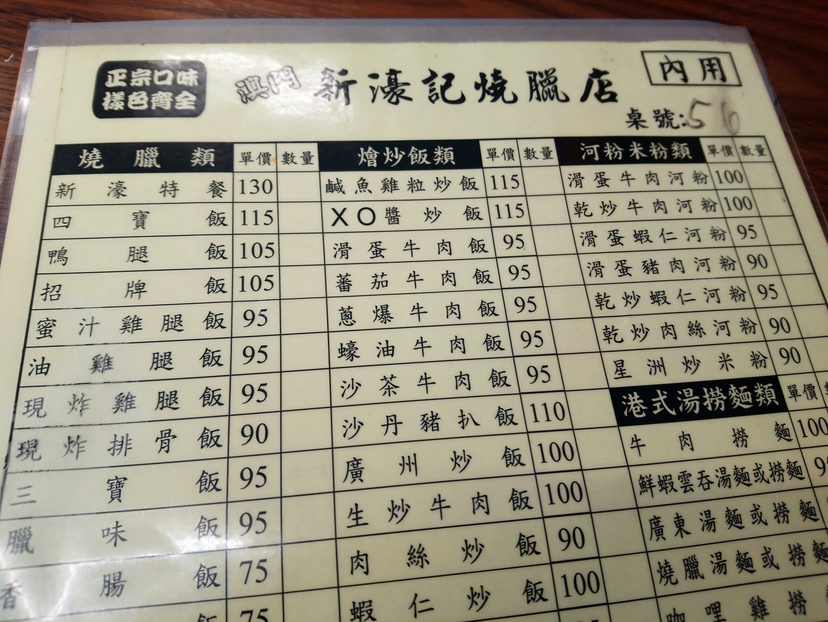 正宗口味
樣色齊全
澳門 新濠記燒臘店
內用
桌號:56
燒臘類 單價 數量
新濠特餐 130
四寶飯 115
鴨腿飯 105
招牌飯 105
蜜汁雞腿飯 95
油雞腿飯 95
現炸雞腿飯 95
現炸排骨飯 90
三寶飯 95
臘味飯 95
香腸飯 75
飯 75
燴炒飯類 單價 數量
鹹魚雞粒炒飯 115
XO醬炒飯 115
滑蛋牛肉飯 95
蕃茄牛肉飯 95
蔥爆牛肉飯 95
蠔油牛肉飯 95
沙茶牛肉飯 95
沙丹豬扒飯 110
廣州炒飯 100
生炒牛肉飯 100
肉絲炒飯 90
蝦仁炒飯 100
河粉米粉類 單價 數量
滑蛋牛肉河粉 100
乾炒牛肉河粉 100
滑蛋蝦仁河粉 95
滑蛋豬肉河粉 90
乾炒蝦仁河粉 95
乾炒肉絲河粉 90
星洲炒米粉 90
港式湯撈麵類 單價
牛肉撈麵 100
鮮蝦雲吞湯麵或撈麵
廣東湯麵或撈
燒臘湯麵或撈
咖哩雞撈